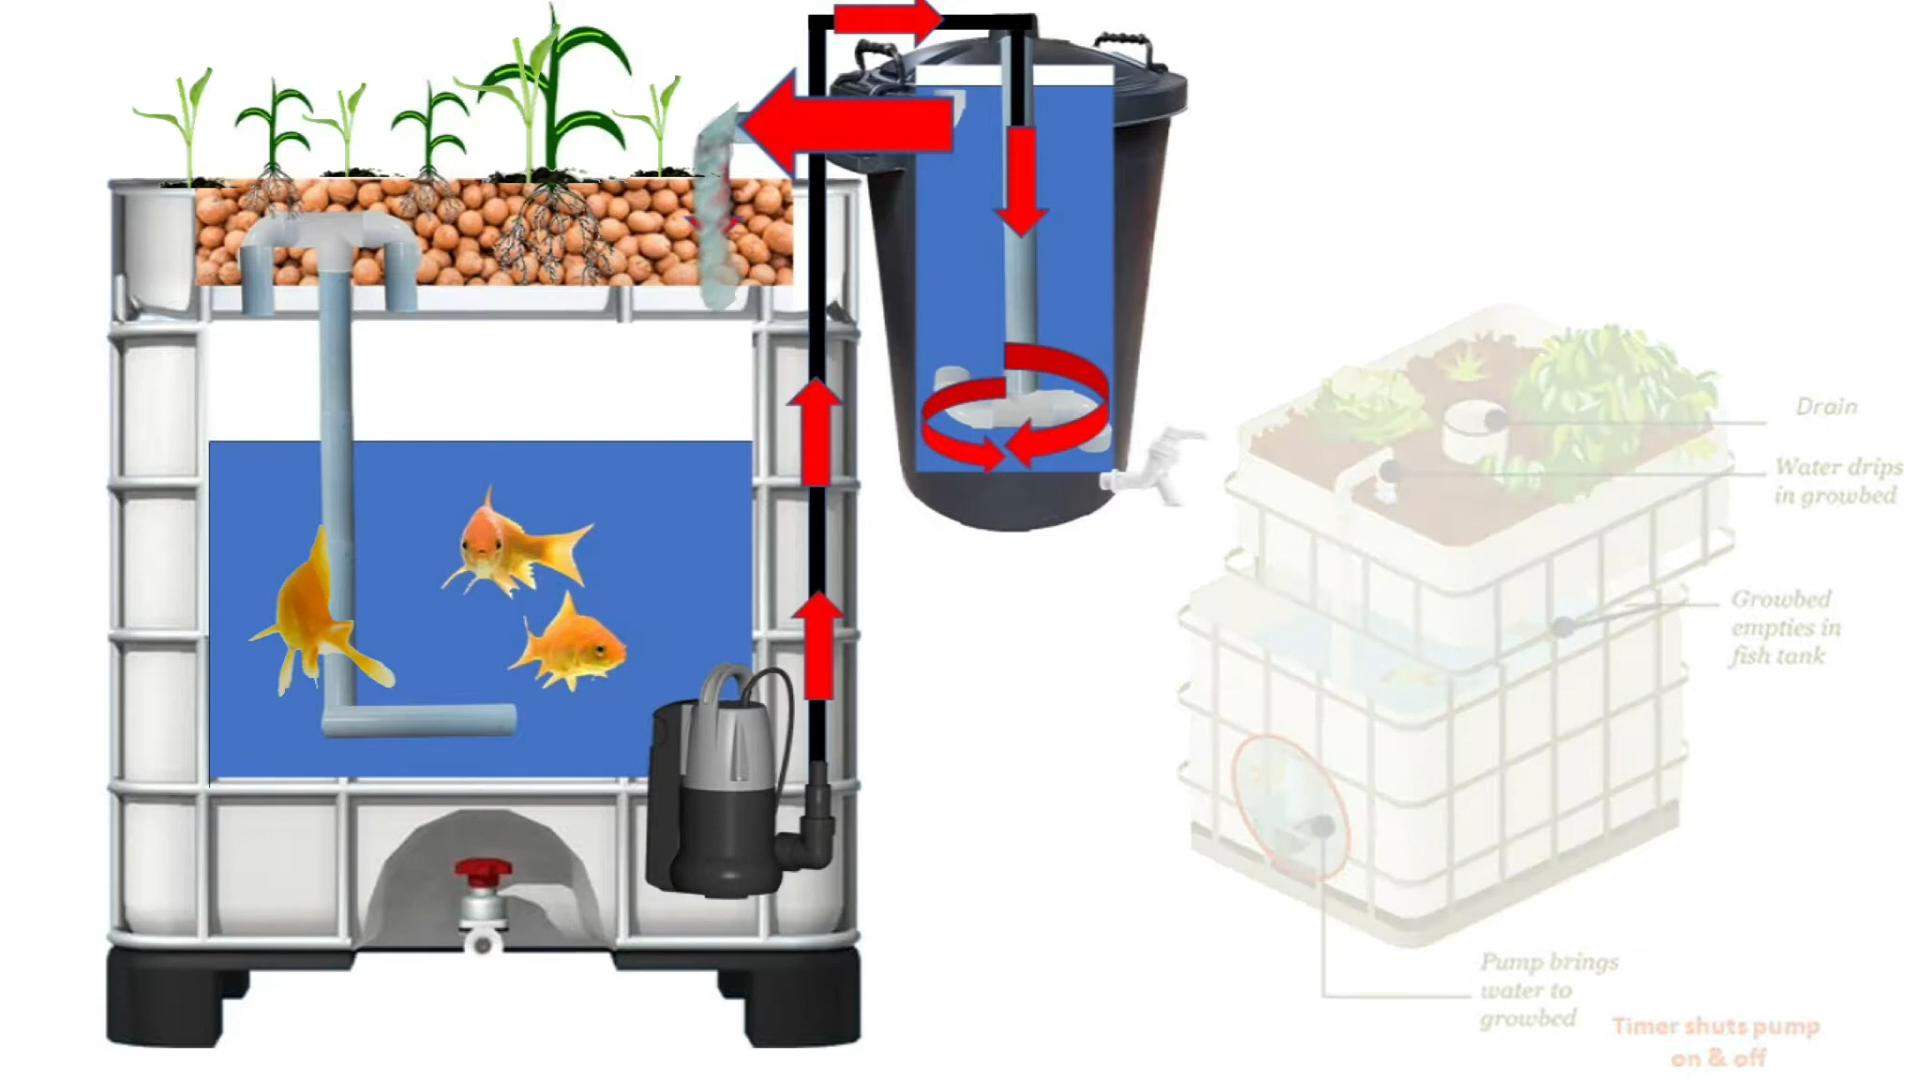 Drain
Water drips
in growbed
Growbed
empties in
fish tank
Pump brings
water to
growbed
Timer shuts pump
on & off